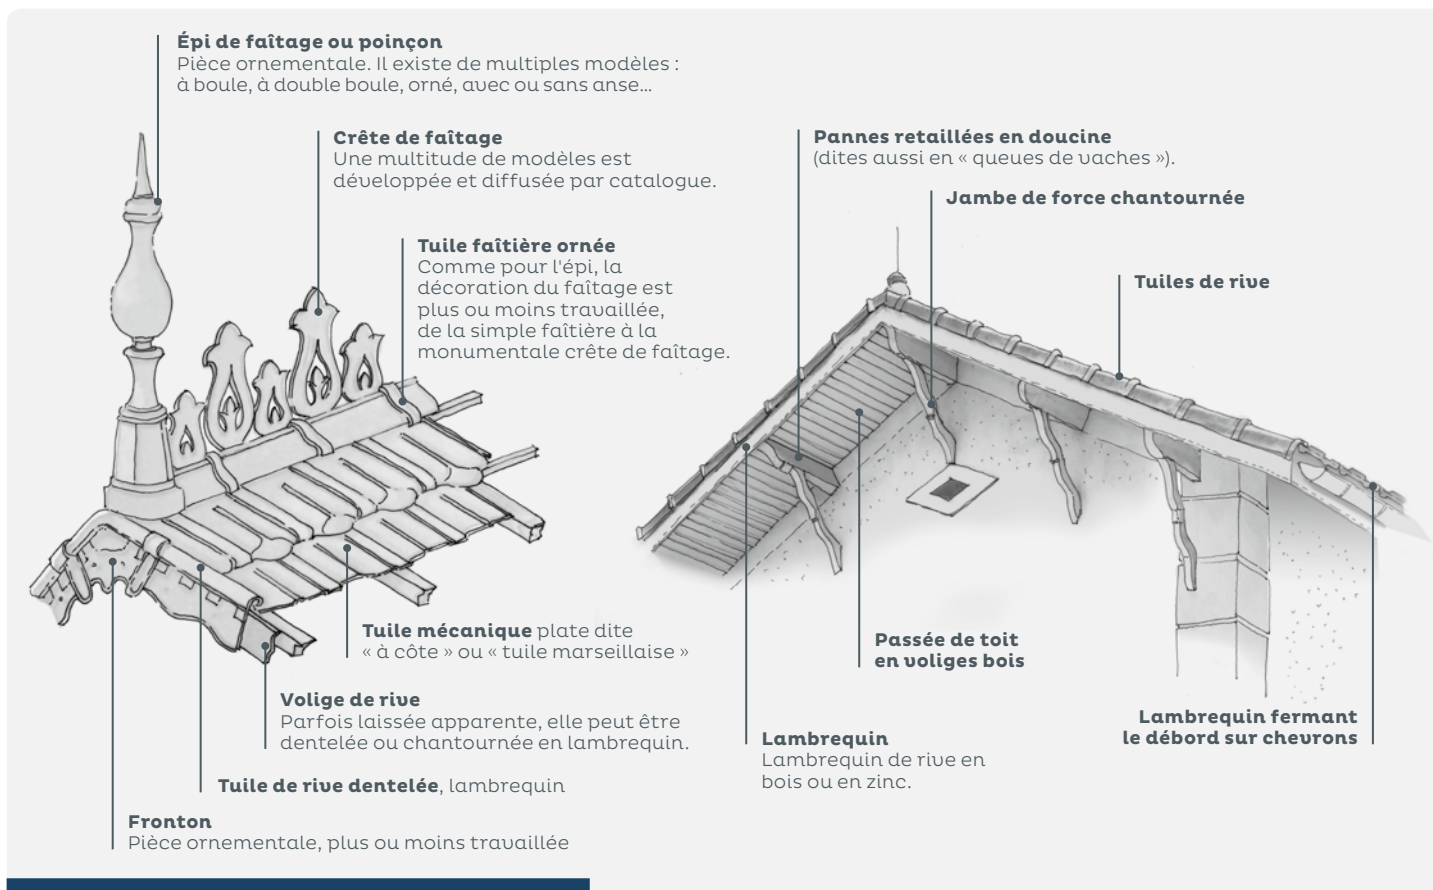 Épi de faîtage ou poinçon
Pièce ornementale. Il existe de multiples modèles :
à boule, à double boule, orné, avec ou sans anse...
Crête de faîtage
Une multitude de modèles est
développée et diffusée par catalogue.
Tuile faîtière ornée
Comme pour l'épi, la
décoration du faîtage est
plus ou moins travaillée,
de la simple faîtière à la
monumentale crête de faîtage.
Pannes retaillées en doucine
(dites aussi en « queues de vaches »).
Jambe de force chantournée
Tuiles de rive
Tuile mécanique plate dite
« à côte » ou « tuile marseillaise »
Volige de rive
Parfois laissée apparente, elle peut être
dentelée ou chantournée en lambrequin.
Tuile de rive dentelée, lambrequin
Fronton
Pièce ornementale, plus ou moins travaillée
Passée de toit
en voliges bois
Lambrequin
Lambrequin de rive en
bois ou en zinc.
Lambrequin fermant
le débord sur chevrons